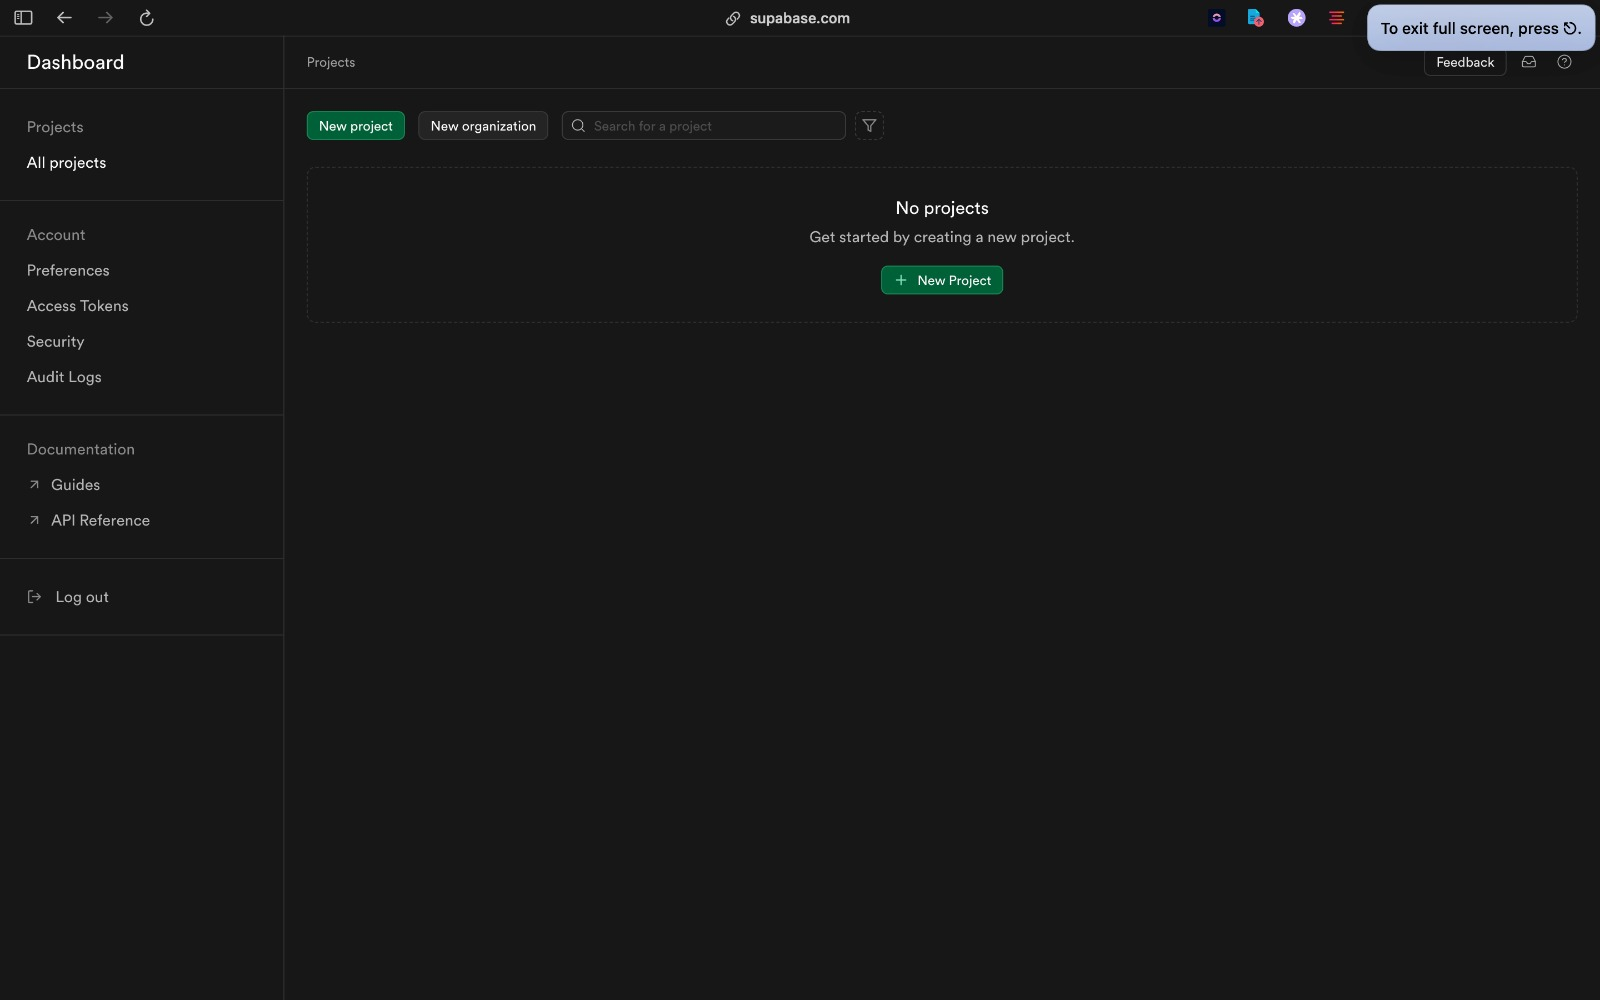 supabase.com
To exit full screen, press ⎋.
Dashboard
Projects
Feedback
Projects
All projects
Account
Preferences
Access Tokens
Security
Audit Logs
Documentation
Guides
API Reference
Log out
New project
New organization
Search for a project
No projects
Get started by creating a new project.
New Project